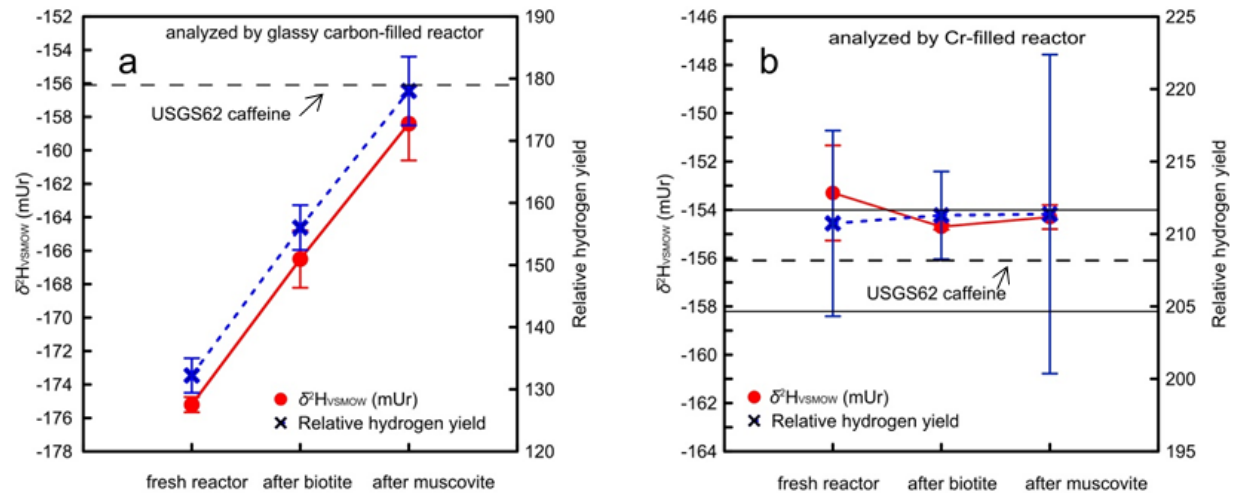 a
analyzed by glassy carbon-filled reactor
USGS62 caffeine
δ²HVSMOW (mUr)
Relative hydrogen yield
-152
-154
-156
-158
-160
-162
-164
-166
-168
-170
-172
-174
-176
-178
δ²HVSMOW (mUr)
190
180
170
160
150
140
130
120
Relative hydrogen yield
fresh reactor after biotite after muscovite
b
analyzed by Cr-filled reactor
USGS62 caffeine
δ²HVSMOW (mUr)
Relative hydrogen yield
-146
-148
-150
-152
-154
-156
-158
-160
-162
-164
δ²HVSMOW (mUr)
225
220
215
210
205
200
195
Relative hydrogen yield
fresh reactor after biotite after muscovite